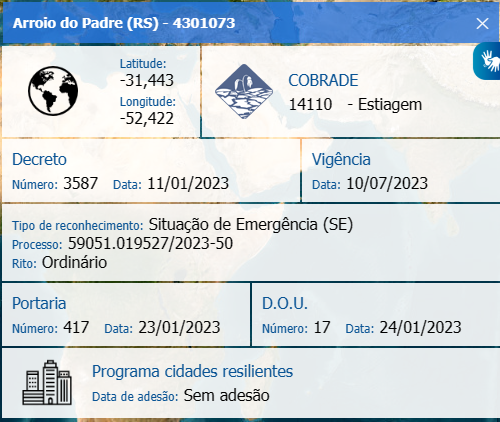 Arroio do Padre (RS) - 4301073
Latitude:
-31,443
Longitude:
-52,422
COBRADE
14110 - Estiagem
Decreto
Número: 3587 Data: 11/01/2023
Vigência
Data: 10/07/2023
Tipo de reconhecimento: Situação de Emergência (SE)
Processo: 59051.019527/2023-50
Rito: Ordinário
Portaria
Número: 417 Data: 23/01/2023
D.O.U.
Número: 17 Data: 24/01/2023
Programa cidades resilientes
Data de adesão: Sem adesão